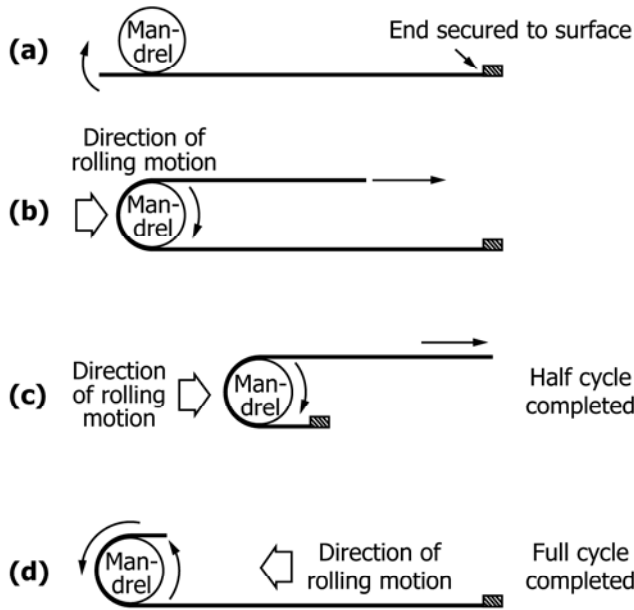 (a)
Man-
drel
End secured to surface
Direction of
rolling motion
(b)
Man-
drel
(c)
Direction
of rolling
motion
Man-
drel
Half cycle
completed
(d)
Man-
drel
Direction of
rolling motion
Full cycle
completed